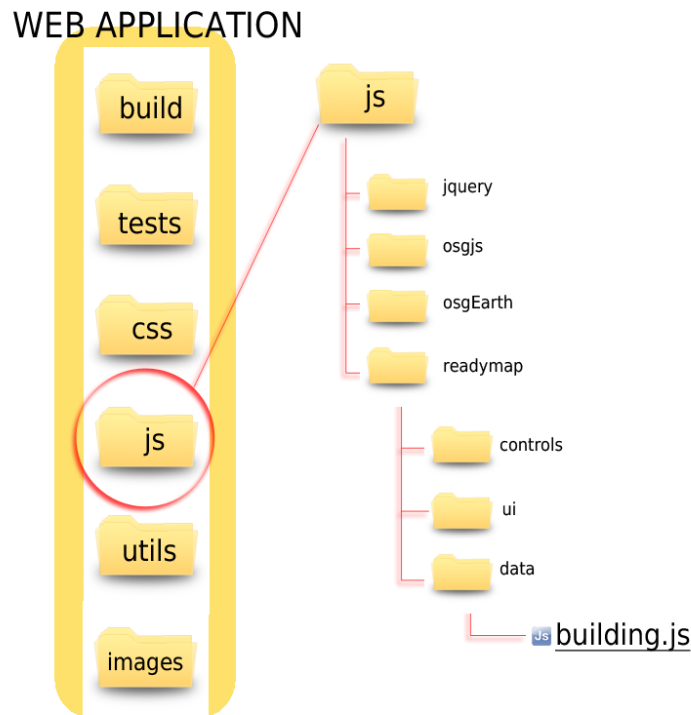 WEB APPLICATION
build
tests
css
js
utils
images
js
jquery
osgjs
osgEarth
readymap
controls
ui
data
Js building.js